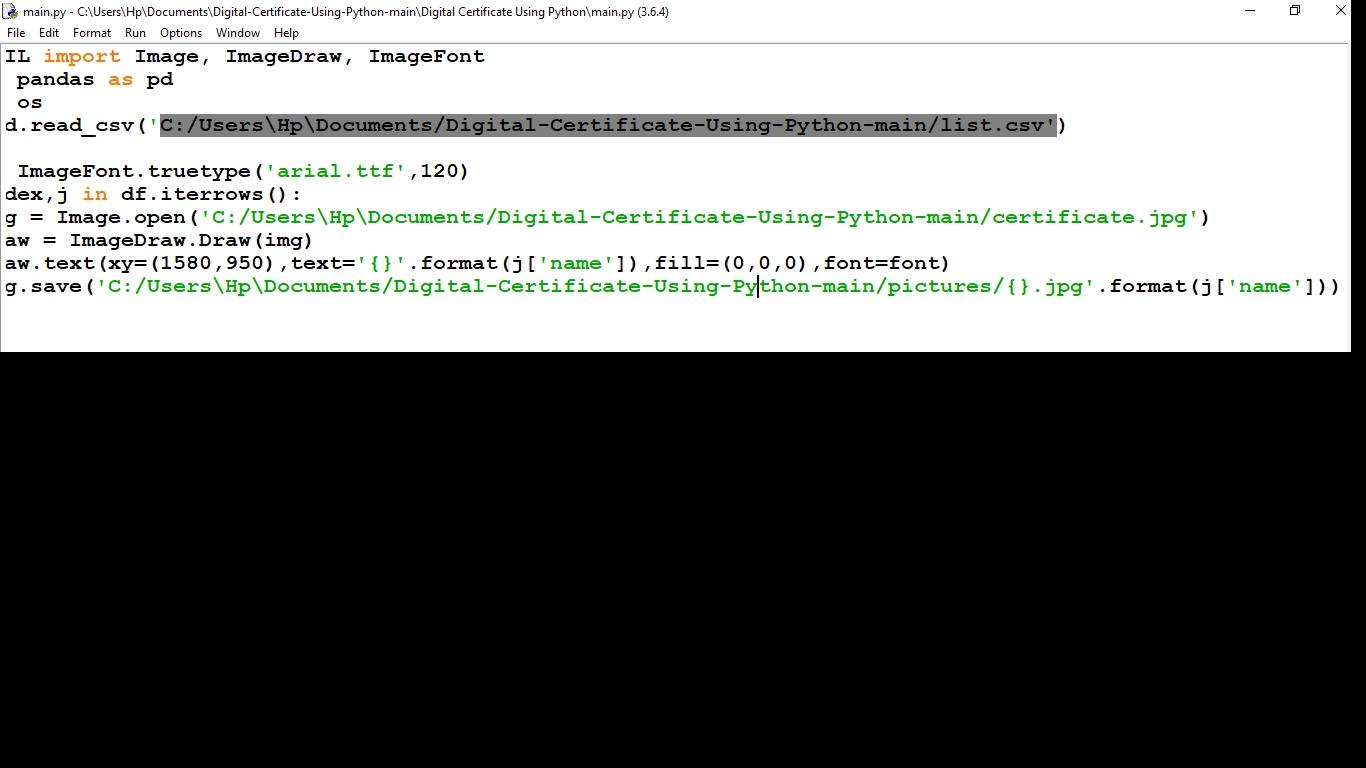 main.py - C:\Users\Hp\Documents\Digital-Certificate-Using-Python-main\Digital Certificate Using Python\main.py (3.6.4)
File Edit Format Run Options Window Help
IL import Image, ImageDraw, ImageFont
pandas as pd
os
d.read_csv('C:/Users\Hp\Documents/Digital-Certificate-Using-Python-main/list.csv')
ImageFont.truetype('arial.ttf',120)
dex,j in df.iterrows():
g = Image.open('C:/Users\Hp\Documents/Digital-Certificate-Using-Python-main/certificate.jpg')
aw = ImageDraw.Draw(img)
aw.text(xy=(1580,950),text='{}'.format(j['name']),fill=(0,0,0),font=font)
g.save('C:/Users\Hp\Documents/Digital-Certificate-Using-Python-main/pictures/{}.jpg'.format(j['name']))